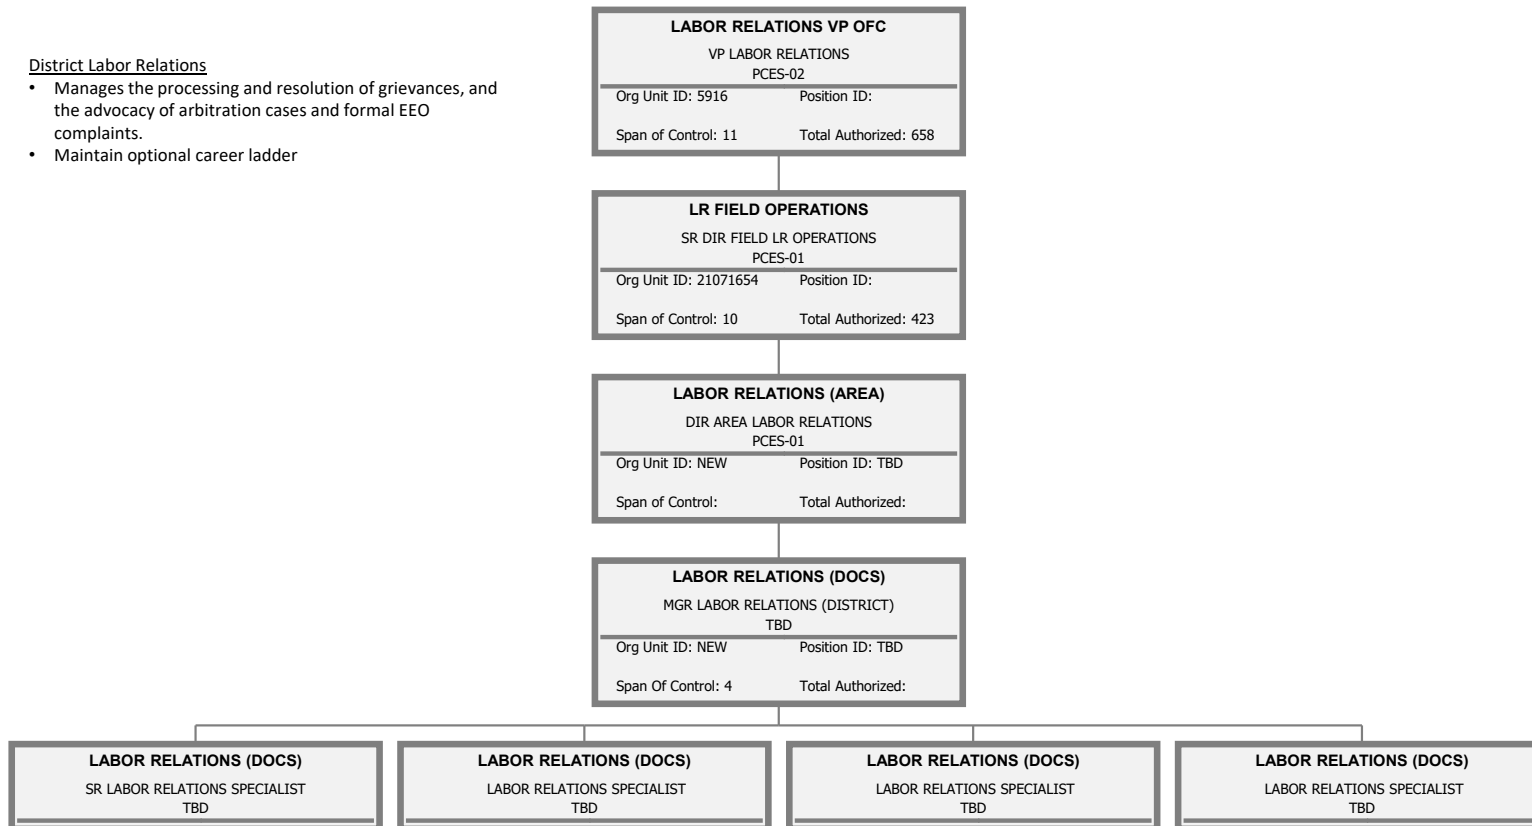 District Labor Relations
• Manages the processing and resolution of grievances, and
the advocacy of arbitration cases and formal EEO
complaints.
• Maintain optional career ladder
LABOR RELATIONS VP OFC
VP LABOR RELATIONS
PCES-02
Org Unit ID: 5916 Position ID:
Span of Control: 11 Total Authorized: 658
LR FIELD OPERATIONS
SR DIR FIELD LR OPERATIONS
PCES-01
Org Unit ID: 21071654 Position ID:
Span of Control: 10 Total Authorized: 423
LABOR RELATIONS (AREA)
DIR AREA LABOR RELATIONS
PCES-01
Org Unit ID: NEW Position ID: TBD
Span of Control: Total Authorized:
LABOR RELATIONS (DOCS)
MGR LABOR RELATIONS (DISTRICT)
TBD
Org Unit ID: NEW Position ID: TBD
Span Of Control: 4 Total Authorized:
LABOR RELATIONS (DOCS)
SR LABOR RELATIONS SPECIALIST
TBD
LABOR RELATIONS (DOCS)
LABOR RELATIONS SPECIALIST
TBD
LABOR RELATIONS (DOCS)
LABOR RELATIONS SPECIALIST
TBD
LABOR RELATIONS (DOCS)
LABOR RELATIONS SPECIALIST
TBD